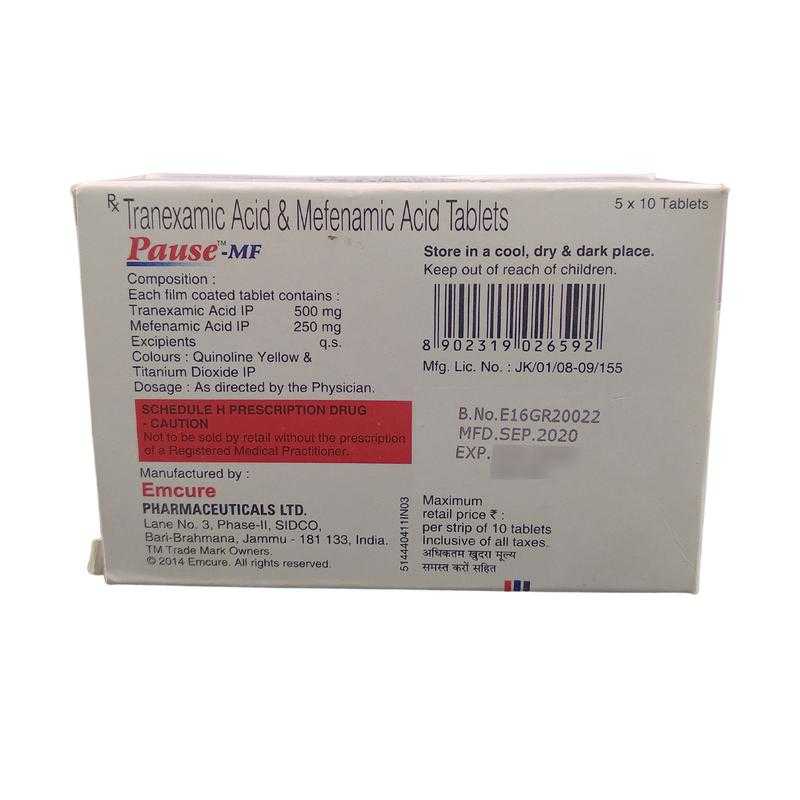 Rx Tranexamic Acid & Mefenamic Acid Tablets
5 x 10 Tablets
Pause™-MF
Composition :
Each film coated tablet contains :
Tranexamic Acid IP 500 mg
Mefenamic Acid IP 250 mg
Excipients q.s.
Colours : Quinoline Yellow &
Titanium Dioxide IP
Dosage : As directed by the Physician.
SCHEDULE H PRESCRIPTION DRUG
- CAUTION
Not to be sold by retail without the prescription
of a Registered Medical Practitioner.
Manufactured by :
Emcure
PHARMACEUTICALS LTD.
Lane No. 3, Phase-II, SIDCO,
Bari-Brahmana, Jammu - 181 133, India.
TM Trade Mark Owners.
© 2014 Emcure. All rights reserved.
514440411IN03
Store in a cool, dry & dark place.
Keep out of reach of children.
8 902319 026592
Mfg. Lic. No. : JK/01/08-09/155
B.No.E16GR20022
MFD.SEP.2020
EXP.
Maximum
retail price ₹ :
per strip of 10 tablets
Inclusive of all taxes.
अधिकतम खुदरा मूल्य
समस्त करों सहित